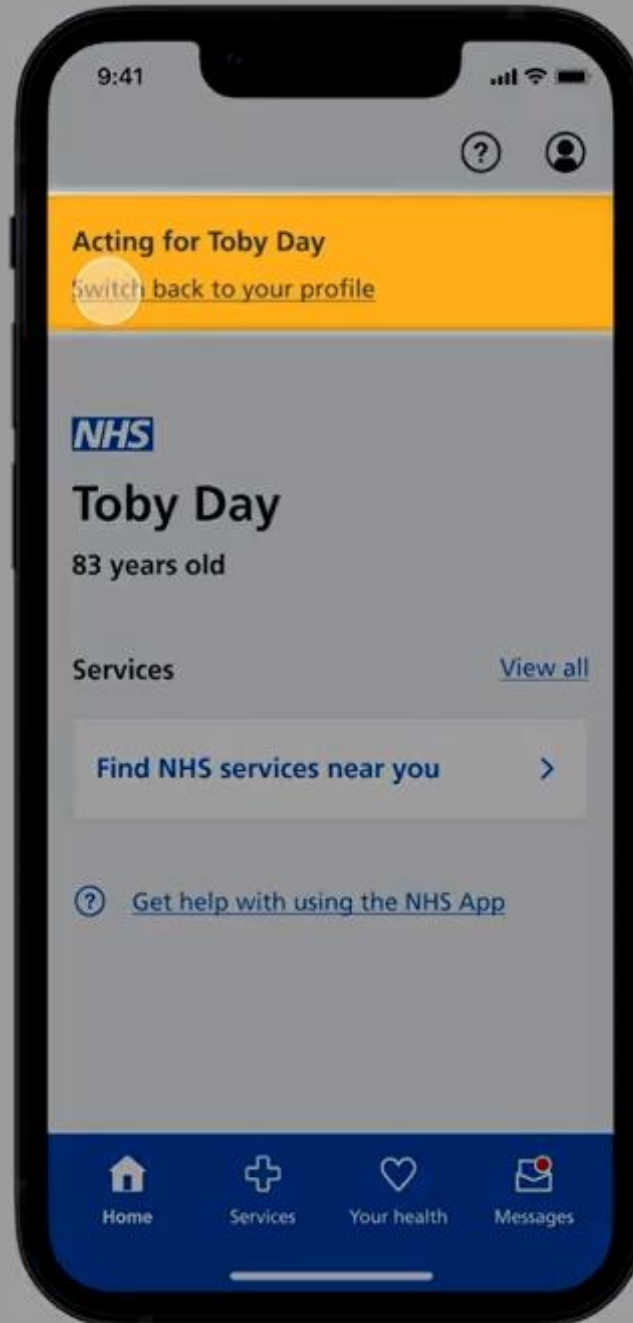 9:41
Acting for Toby Day
Switch back to your profile
NHS
Toby Day
83 years old
Services View all
Find NHS services near you
Get help with using the NHS App
Home Services Your health Messages